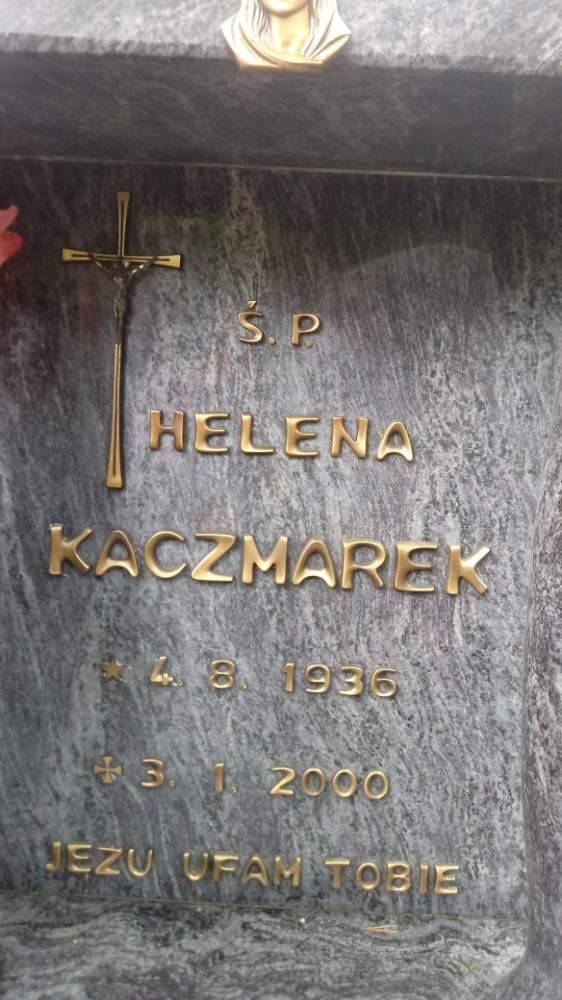 Ś. P.
HELENA
KACZMAREK
★ 4. 8. 1936
✠ 3. 1. 2000
JEZU UFAM TOBIE